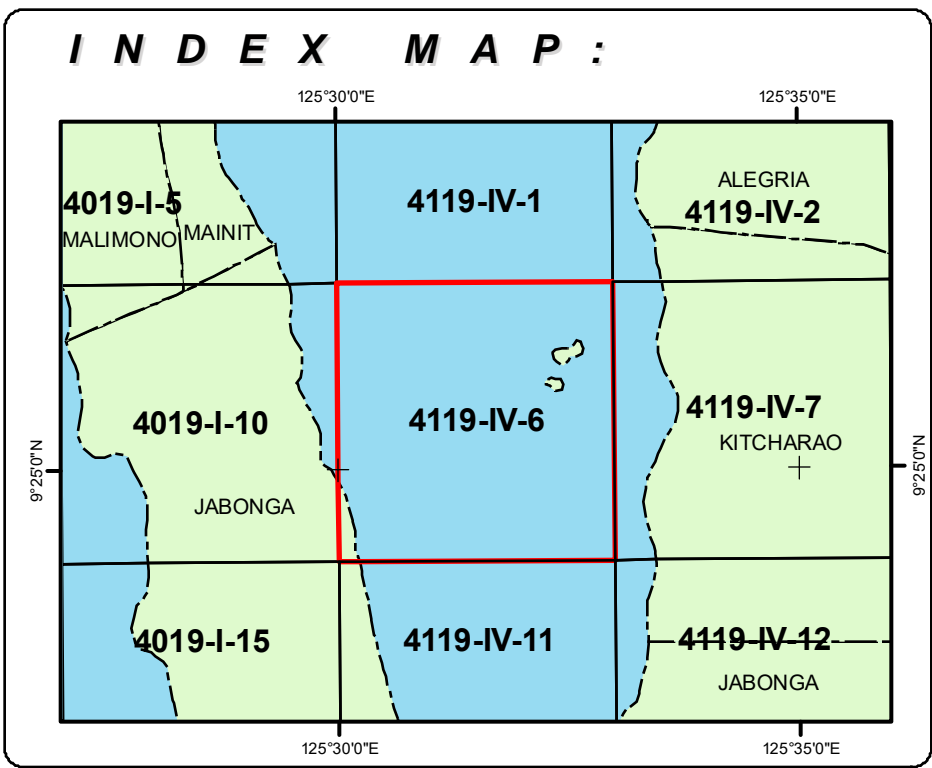 INDEX MAP:
125°30'0"E 125°35'0"E
ALEGRIA
4019-I-5 4119-IV-1 4119-IV-2
MALIMONO MAINIT
4019-I-10 4119-IV-6 4119-IV-7
KITCHARAO
9°25'0"N 9°25'0"N
JABONGA
4019-I-15 4119-IV-11 4119-IV-12
JABONGA
125°30'0"E 125°35'0"E